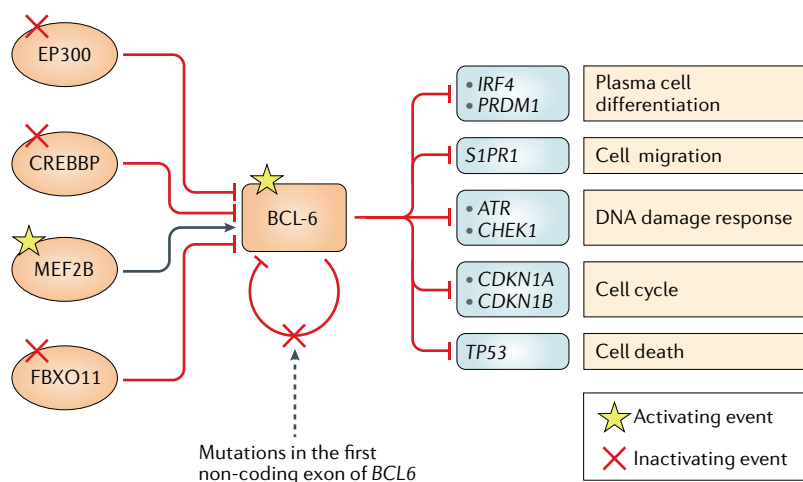 EP300
CREBBP
MEF2B
FBXO11
BCL-6
Mutations in the first
non-coding exon of BCL6
• IRF4
• PRDM1
Plasma cell
differentiation
S1PR1
Cell migration
• ATR
• CHEK1
DNA damage response
• CDKN1A
• CDKN1B
Cell cycle
TP53
Cell death
Activating event
Inactivating event